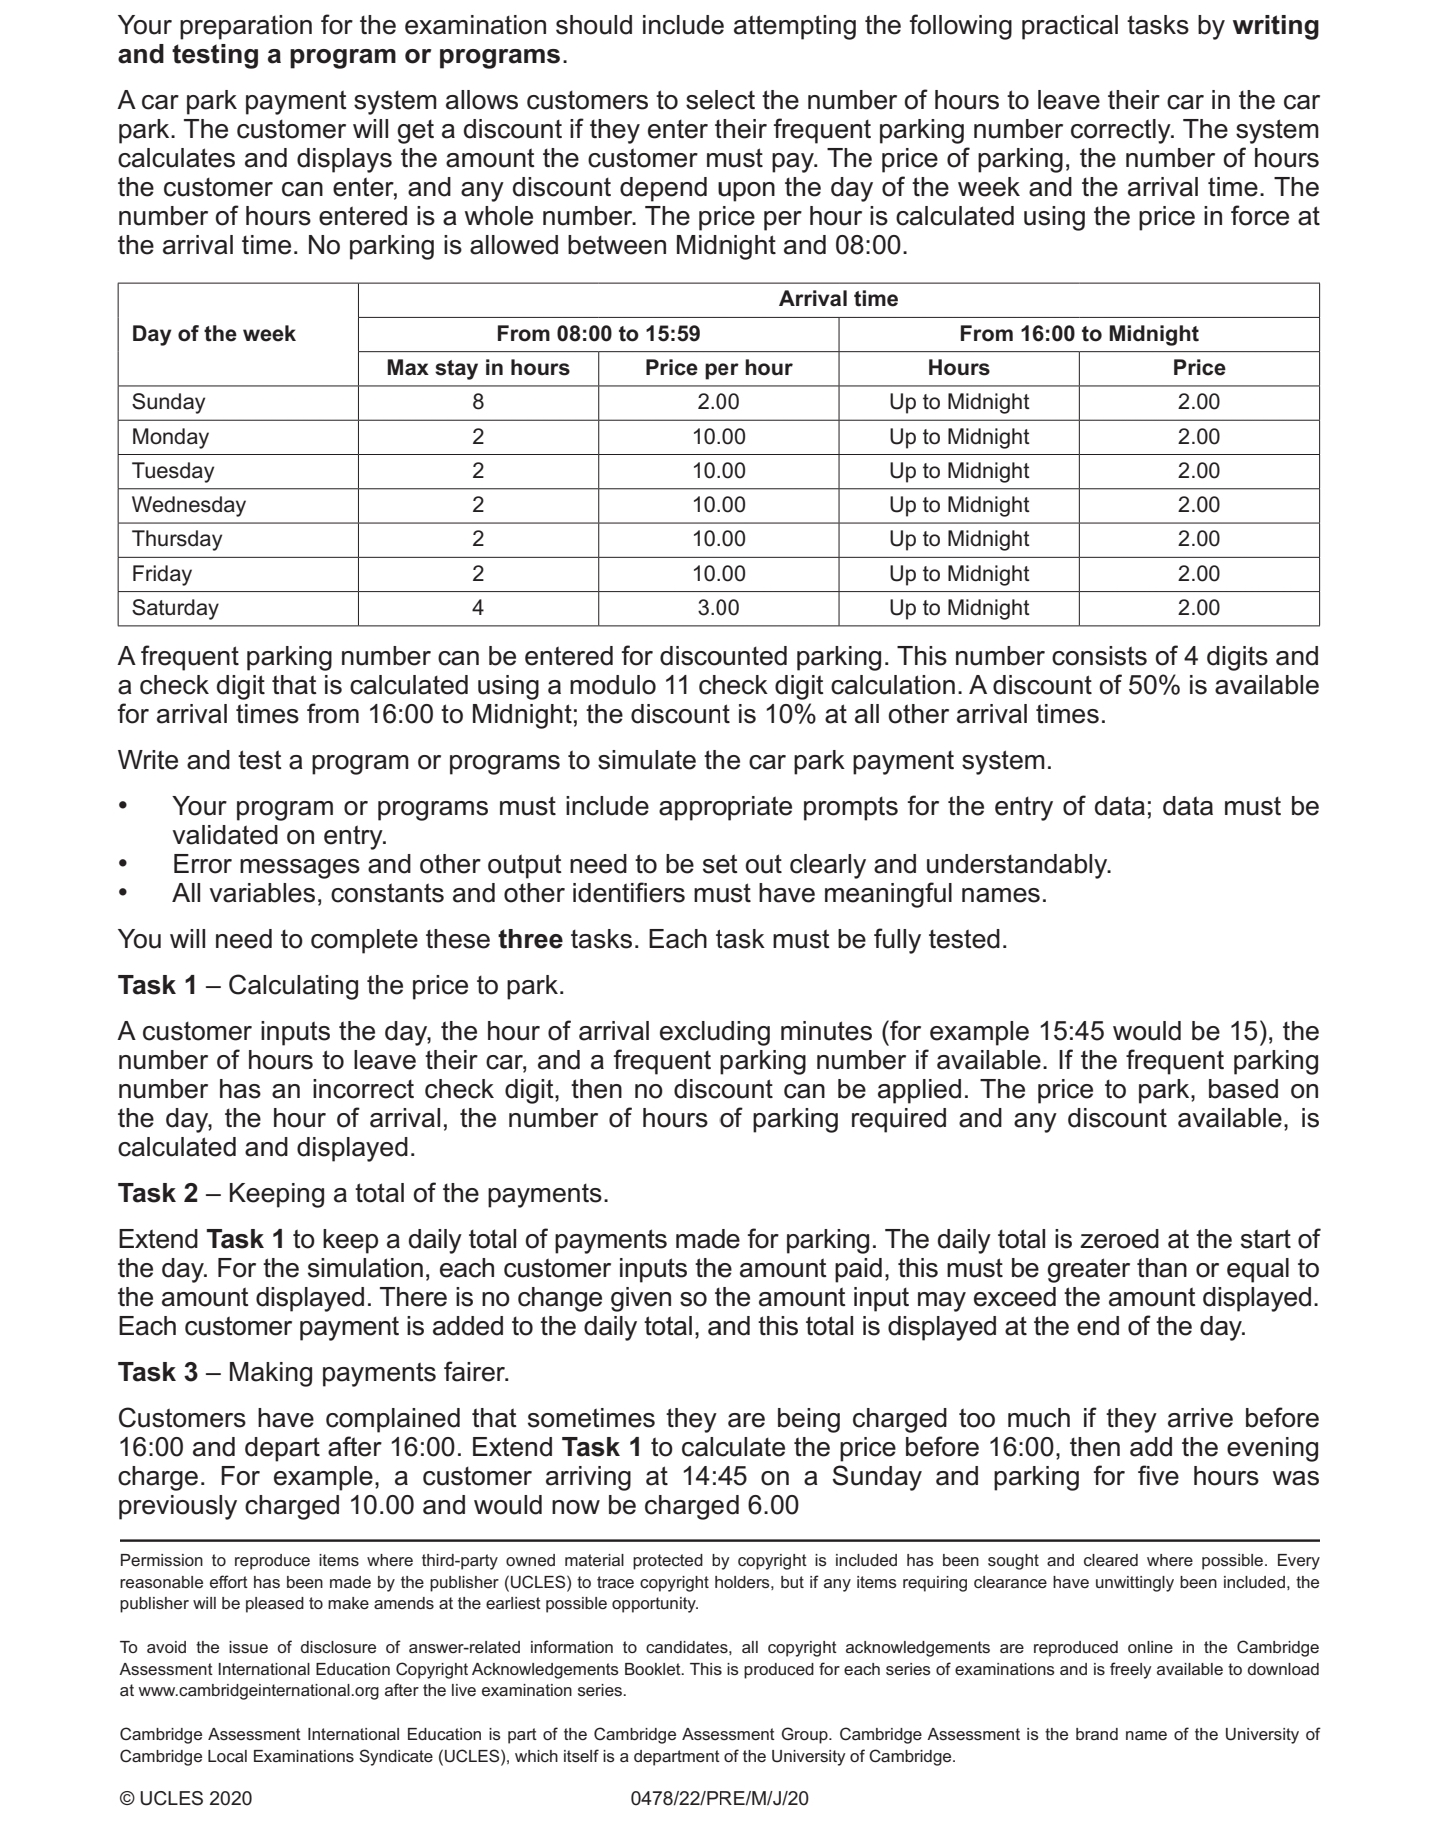 Your preparation for the examination should include attempting the following practical tasks by writing
and testing a program or programs.
A car park payment system allows customers to select the number of hours to leave their car in the car
park. The customer will get a discount if they enter their frequent parking number correctly. The system
calculates and displays the amount the customer must pay. The price of parking, the number of hours
the customer can enter, and any discount depend upon the day of the week and the arrival time. The
number of hours entered is a whole number. The price per hour is calculated using the price in force at
the arrival time. No parking is allowed between Midnight and 08:00.
Arrival time
Day of the week From 08:00 to 15:59 From 16:00 to Midnight
Max stay in hours Price per hour Hours Price
Sunday 8 2.00 Up to Midnight 2.00
Monday 2 10.00 Up to Midnight 2.00
Tuesday 2 10.00 Up to Midnight 2.00
Wednesday 2 10.00 Up to Midnight 2.00
Thursday 2 10.00 Up to Midnight 2.00
Friday 2 10.00 Up to Midnight 2.00
Saturday 4 3.00 Up to Midnight 2.00
A frequent parking number can be entered for discounted parking. This number consists of 4 digits and
a check digit that is calculated using a modulo 11 check digit calculation. A discount of 50% is available
for arrival times from 16:00 to Midnight; the discount is 10% at all other arrival times.
Write and test a program or programs to simulate the car park payment system.
• Your program or programs must include appropriate prompts for the entry of data; data must be
validated on entry.
• Error messages and other output need to be set out clearly and understandably.
• All variables, constants and other identifiers must have meaningful names.
You will need to complete these three tasks. Each task must be fully tested.
Task 1 – Calculating the price to park.
A customer inputs the day, the hour of arrival excluding minutes (for example 15:45 would be 15), the
number of hours to leave their car, and a frequent parking number if available. If the frequent parking
number has an incorrect check digit, then no discount can be applied. The price to park, based on
the day, the hour of arrival, the number of hours of parking required and any discount available, is
calculated and displayed.
Task 2 – Keeping a total of the payments.
Extend Task 1 to keep a daily total of payments made for parking. The daily total is zeroed at the start of
the day. For the simulation, each customer inputs the amount paid, this must be greater than or equal to
the amount displayed. There is no change given so the amount input may exceed the amount displayed.
Each customer payment is added to the daily total, and this total is displayed at the end of the day.
Task 3 – Making payments fairer.
Customers have complained that sometimes they are being charged too much if they arrive before
16:00 and depart after 16:00. Extend Task 1 to calculate the price before 16:00, then add the evening
charge. For example, a customer arriving at 14:45 on a Sunday and parking for five hours was
previously charged 10.00 and would now be charged 6.00
Permission to reproduce items where third-party owned material protected by copyright is included has been sought and cleared where possible. Every
reasonable effort has been made by the publisher (UCLES) to trace copyright holders, but if any items requiring clearance have unwittingly been included, the
publisher will be pleased to make amends at the earliest possible opportunity.
To avoid the issue of disclosure of answer-related information to candidates, all copyright acknowledgements are reproduced online in the Cambridge
Assessment International Education Copyright Acknowledgements Booklet. This is produced for each series of examinations and is freely available to download
at www.cambridgeinternational.org after the live examination series.
Cambridge Assessment International Education is part of the Cambridge Assessment Group. Cambridge Assessment is the brand name of the University of
Cambridge Local Examinations Syndicate (UCLES), which itself is a department of the University of Cambridge.
© UCLES 2020 0478/22/PRE/M/J/20